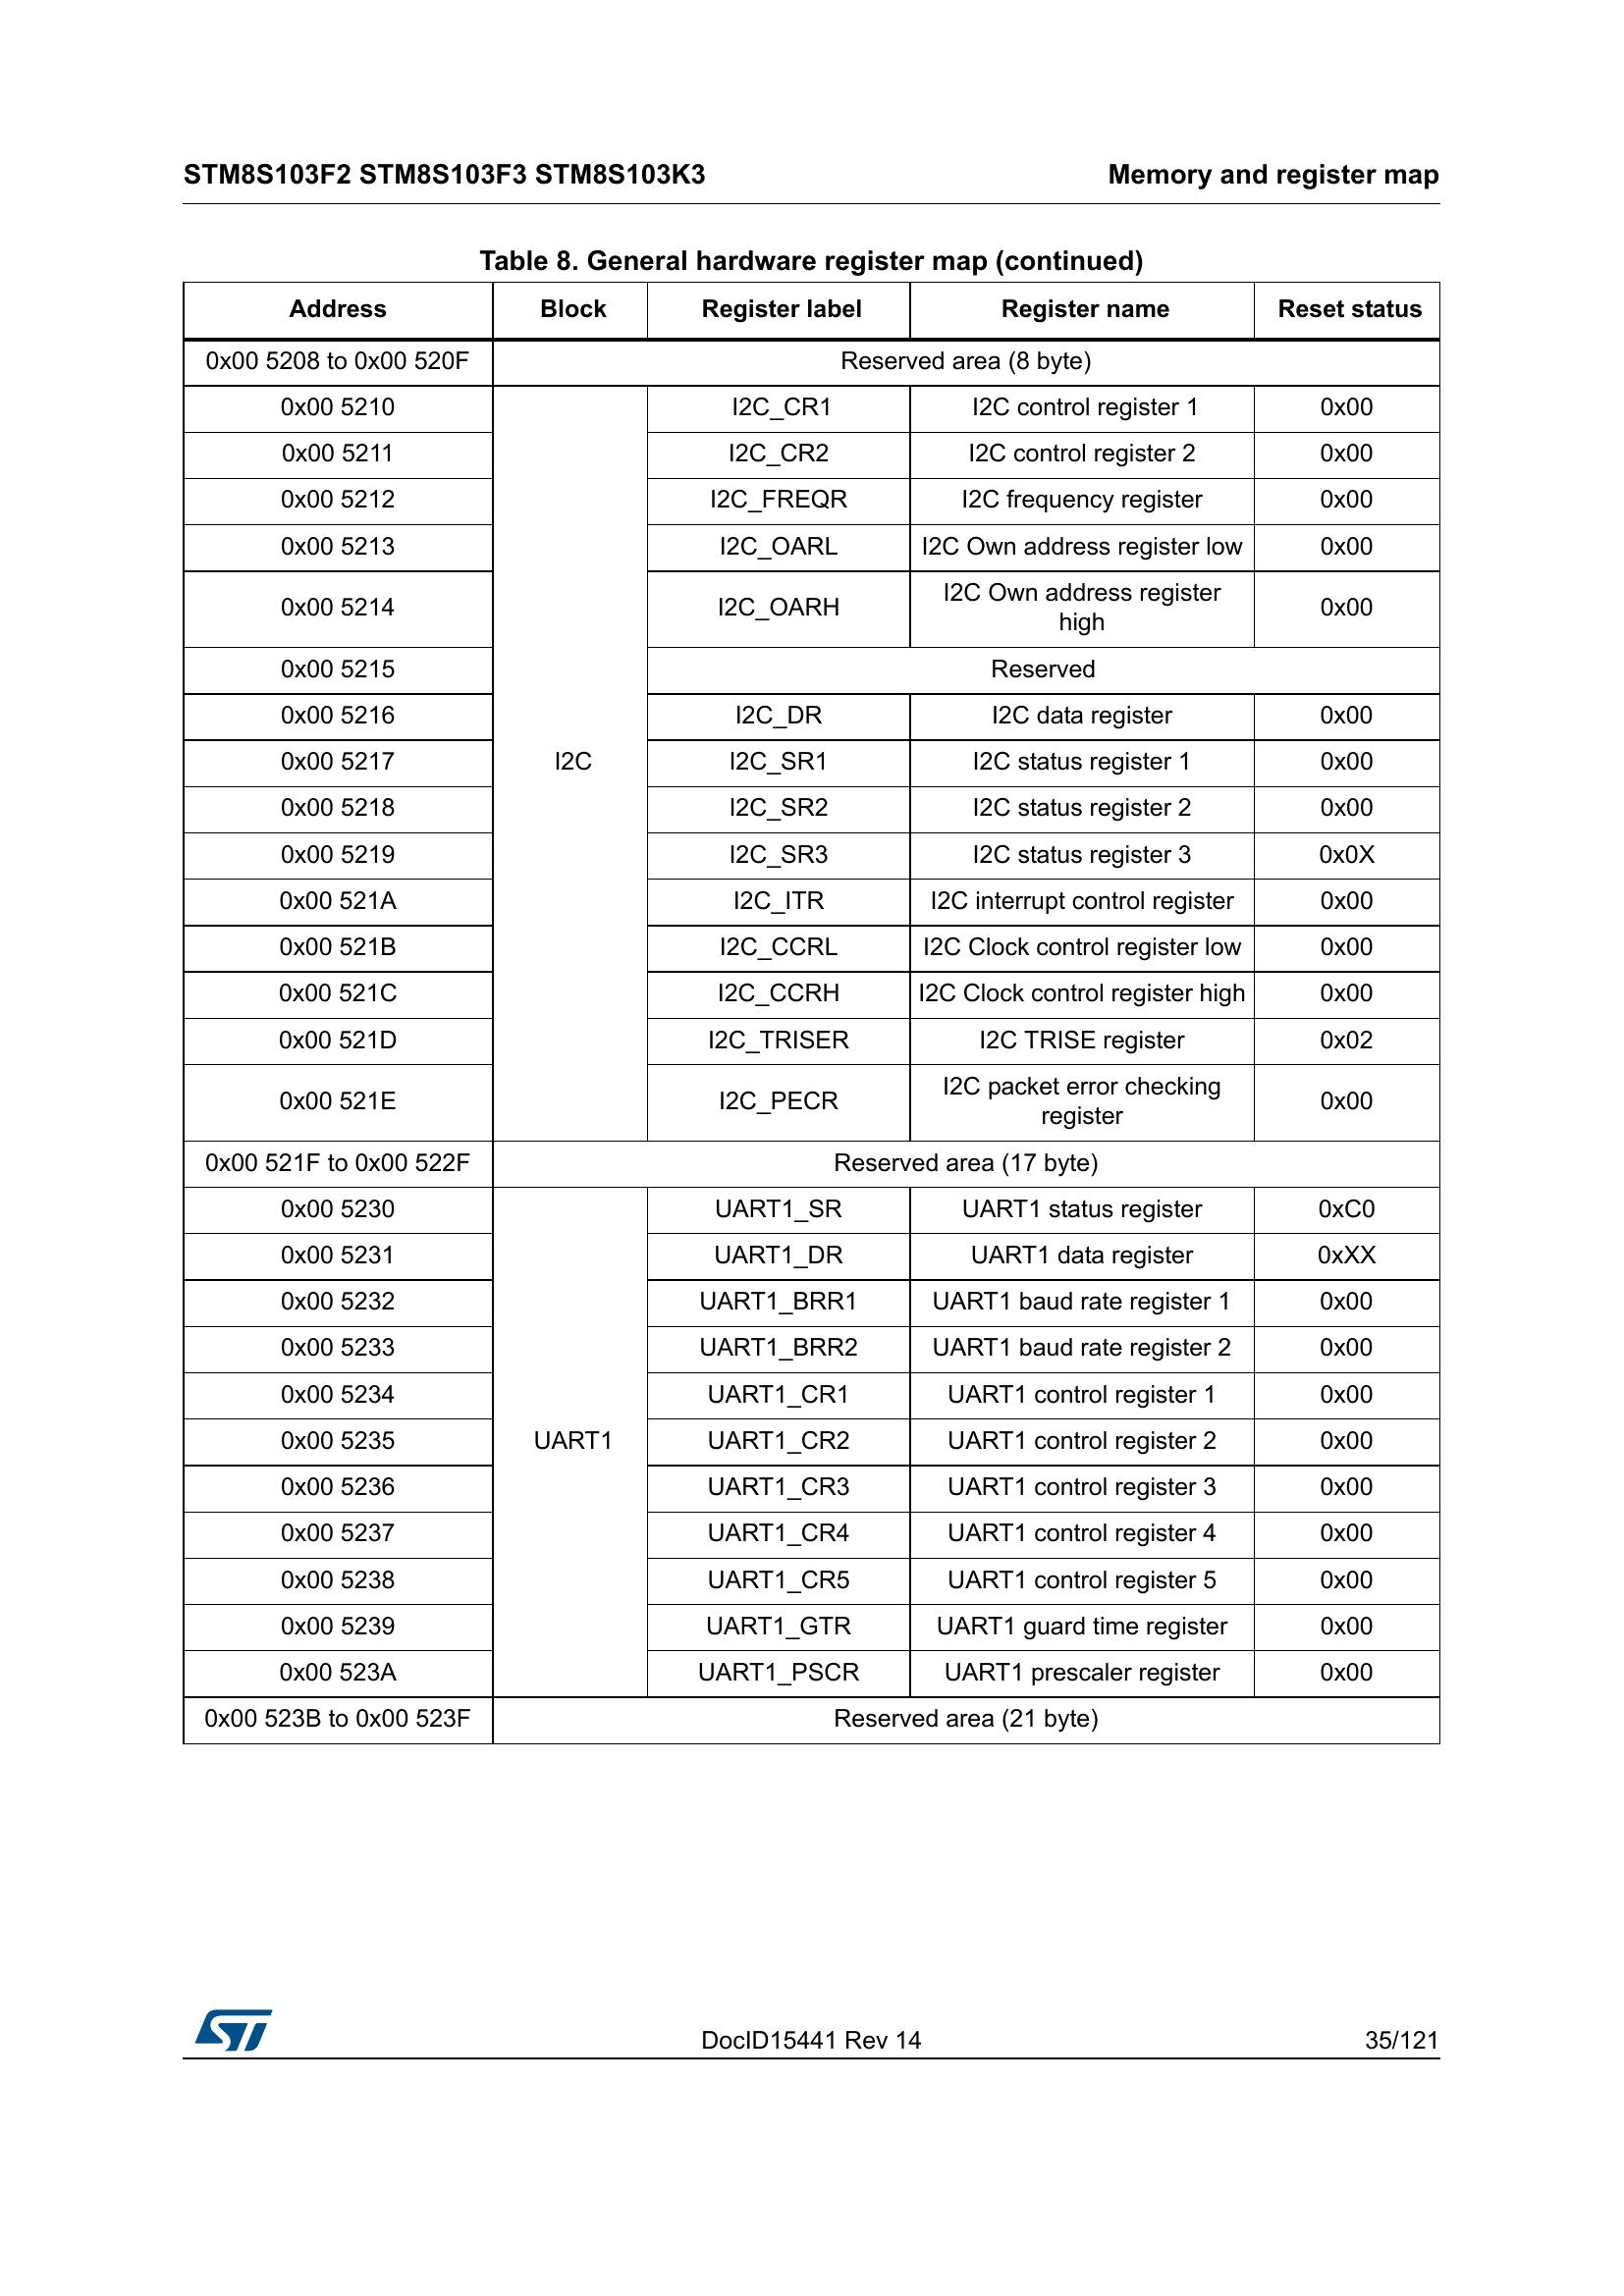 STM8S103F2 STM8S103F3 STM8S103K3 Memory and register map
Table 8. General hardware register map (continued)
Address Block Register label Register name Reset status
0x00 5208 to 0x00 520F Reserved area (8 byte)
0x00 5210 I2C_CR1 I2C control register 1 0x00
0x00 5211 I2C_CR2 I2C control register 2 0x00
0x00 5212 I2C_FREQR I2C frequency register 0x00
0x00 5213 I2C_OARL I2C Own address register low 0x00
0x00 5214 I2C_OARH I2C Own address register
high 0x00
0x00 5215 Reserved
0x00 5216 I2C_DR I2C data register 0x00
0x00 5217 I2C I2C_SR1 I2C status register 1 0x00
0x00 5218 I2C_SR2 I2C status register 2 0x00
0x00 5219 I2C_SR3 I2C status register 3 0x0X
0x00 521A I2C_ITR I2C interrupt control register 0x00
0x00 521B I2C_CCRL I2C Clock control register low 0x00
0x00 521C I2C_CCRH I2C Clock control register high 0x00
0x00 521D I2C_TRISER I2C TRISE register 0x02
0x00 521E I2C_PECR I2C packet error checking
register 0x00
0x00 521F to 0x00 522F Reserved area (17 byte)
0x00 5230 UART1_SR UART1 status register 0xC0
0x00 5231 UART1_DR UART1 data register 0xXX
0x00 5232 UART1_BRR1 UART1 baud rate register 1 0x00
0x00 5233 UART1_BRR2 UART1 baud rate register 2 0x00
0x00 5234 UART1_CR1 UART1 control register 1 0x00
0x00 5235 UART1 UART1_CR2 UART1 control register 2 0x00
0x00 5236 UART1_CR3 UART1 control register 3 0x00
0x00 5237 UART1_CR4 UART1 control register 4 0x00
0x00 5238 UART1_CR5 UART1 control register 5 0x00
0x00 5239 UART1_GTR UART1 guard time register 0x00
0x00 523A UART1_PSCR UART1 prescaler register 0x00
0x00 523B to 0x00 523F Reserved area (21 byte)
ST DocID15441 Rev 14 35/121